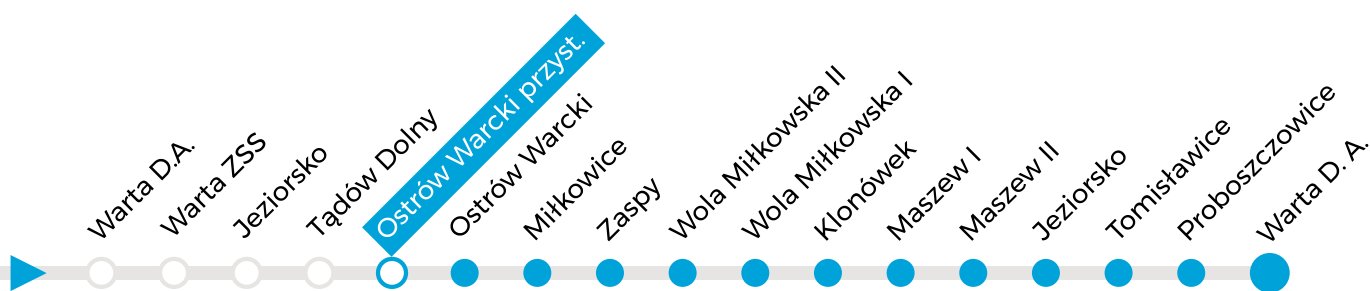 Warta D.A.
Warta ZSS
Jeziorsko
Tądów Dolny
Ostrów Warcki przyst.
Ostrów Warcki
Miłkowice
Zaspy
Wola Miłkowska II
Wola Miłkowska I
Klonówek
Maszew I
Maszew II
Jeziorsko
Tomisławice
Proboszczowice
Warta D. A.